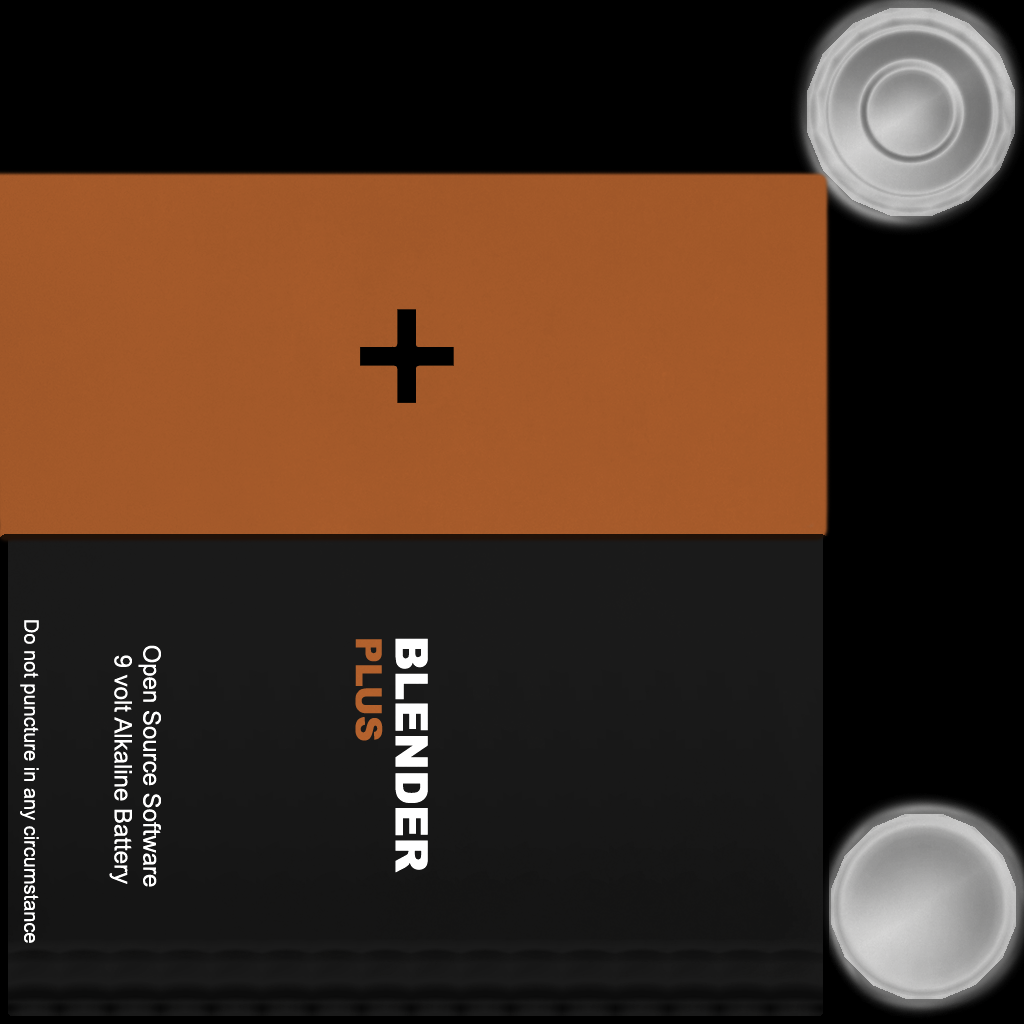 +
BLENDER
PLUS
Open Source Software
9 volt Alkaline Battery
Do not puncture in any circumstance